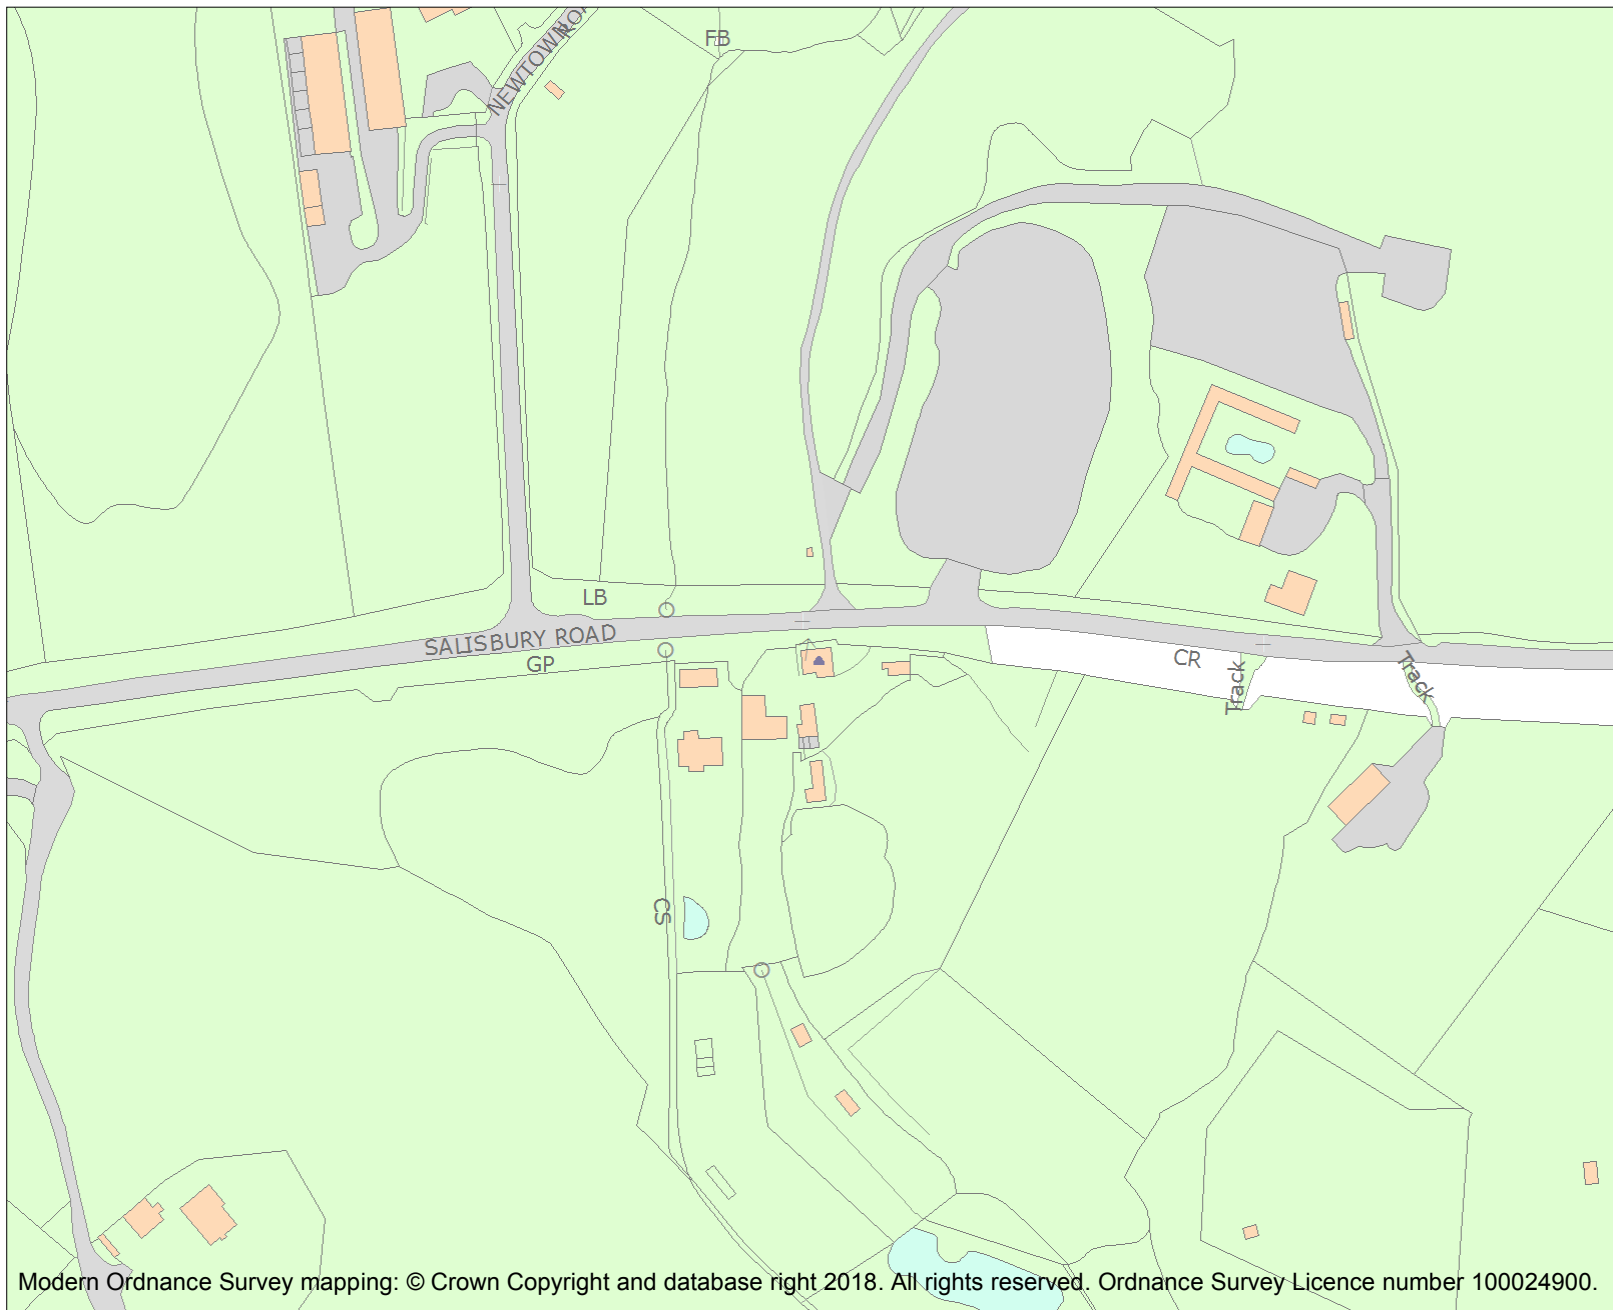 FB
NEWTOWN ROA
LB
SALISBURY ROAD
GP
CR
Track
Track
CS
Modern Ordnance Survey mapping: © Crown Copyright and database right 2018. All rights reserved. Ordnance Survey Licence number 100024900.